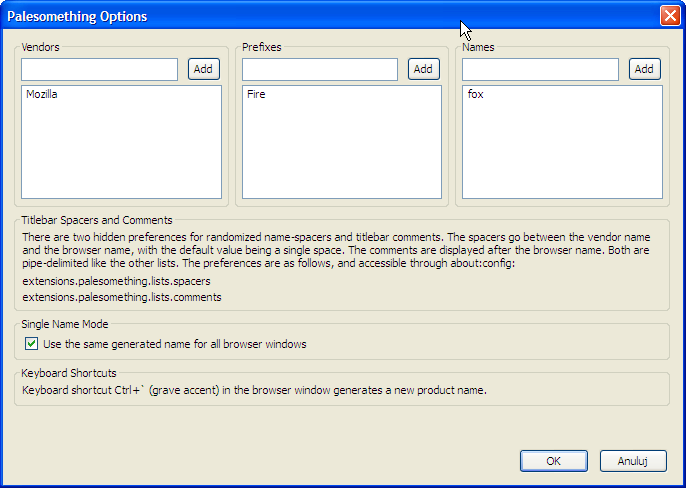 Palesomething Options
Vendors
Prefixes
Names
Add
Add
Add
Mozilla
Fire
fox
Titlebar Spacers and Comments
There are two hidden preferences for randomized name-spacers and titlebar comments. The spacers go between the vendor name
and the browser name, with the default value being a single space. The comments are displayed after the browser name. Both are
pipe-delimited like the other lists. The preferences are as follows, and accessible through about:config:
extensions.palesomething.lists.spacers
extensions.palesomething.lists.comments
Single Name Mode
Use the same generated name for all browser windows
Keyboard Shortcuts
Keyboard shortcut Ctrl+` (grave accent) in the browser window generates a new product name.
OK
Anuluj